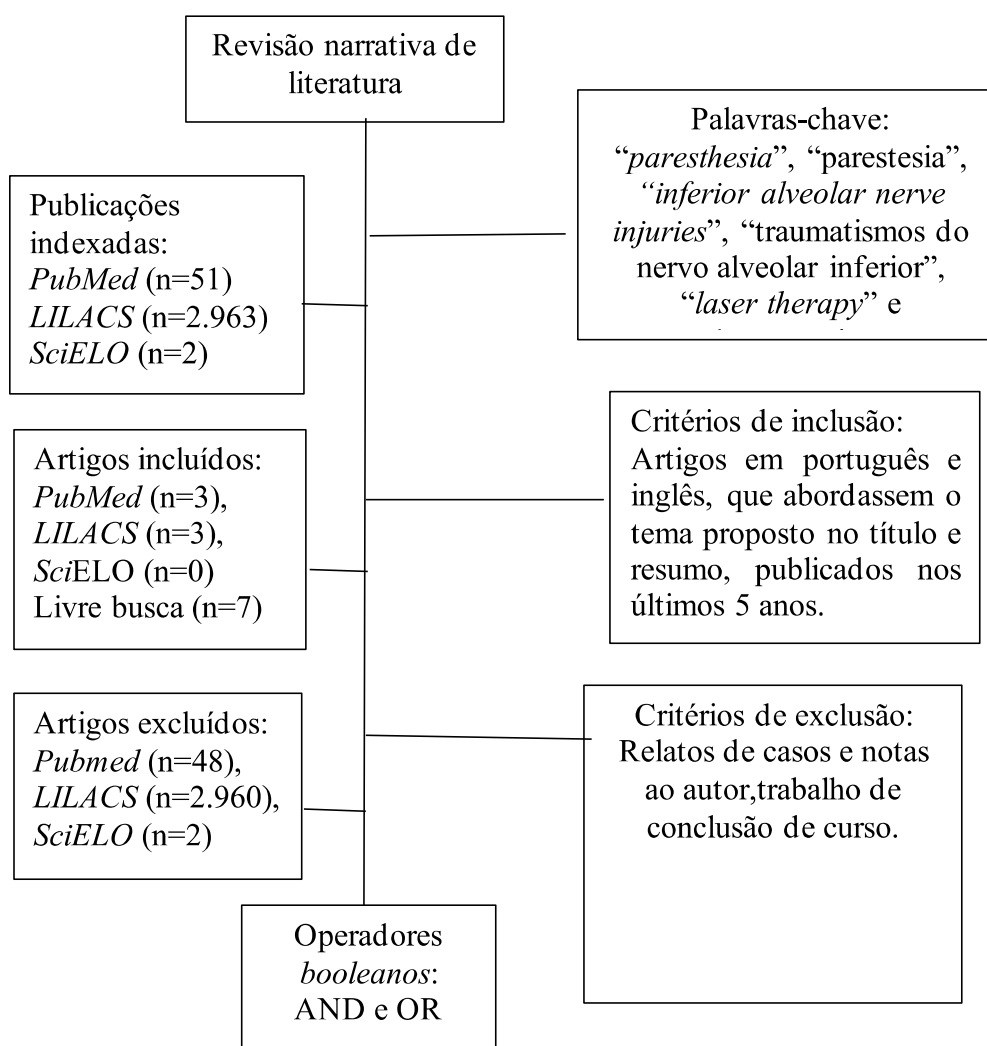 Revisão narrativa de
literatura
Palavras-chave:
“paresthesia”, “parestesia”,
“inferior alveolar nerve
injuries”, “traumatismos do
nervo alveolar inferior”,
“laser therapy” e
Publicações
indexadas:
PubMed (n=51)
LILACS (n=2.963)
SciELO (n=2)
Critérios de inclusão:
Artigos em português e
inglês, que abordassem o
tema proposto no título e
resumo, publicados nos
últimos 5 anos.
Artigos incluídos:
PubMed (n=3),
LILACS (n=3),
SciELO (n=0)
Livre busca (n=7)
Critérios de exclusão:
Relatos de casos e notas
ao autor,trabalho de
conclusão de curso.
Artigos excluídos:
Pubmed (n=48),
LILACS (n=2.960),
SciELO (n=2)
Operadores
booleanos:
AND e OR